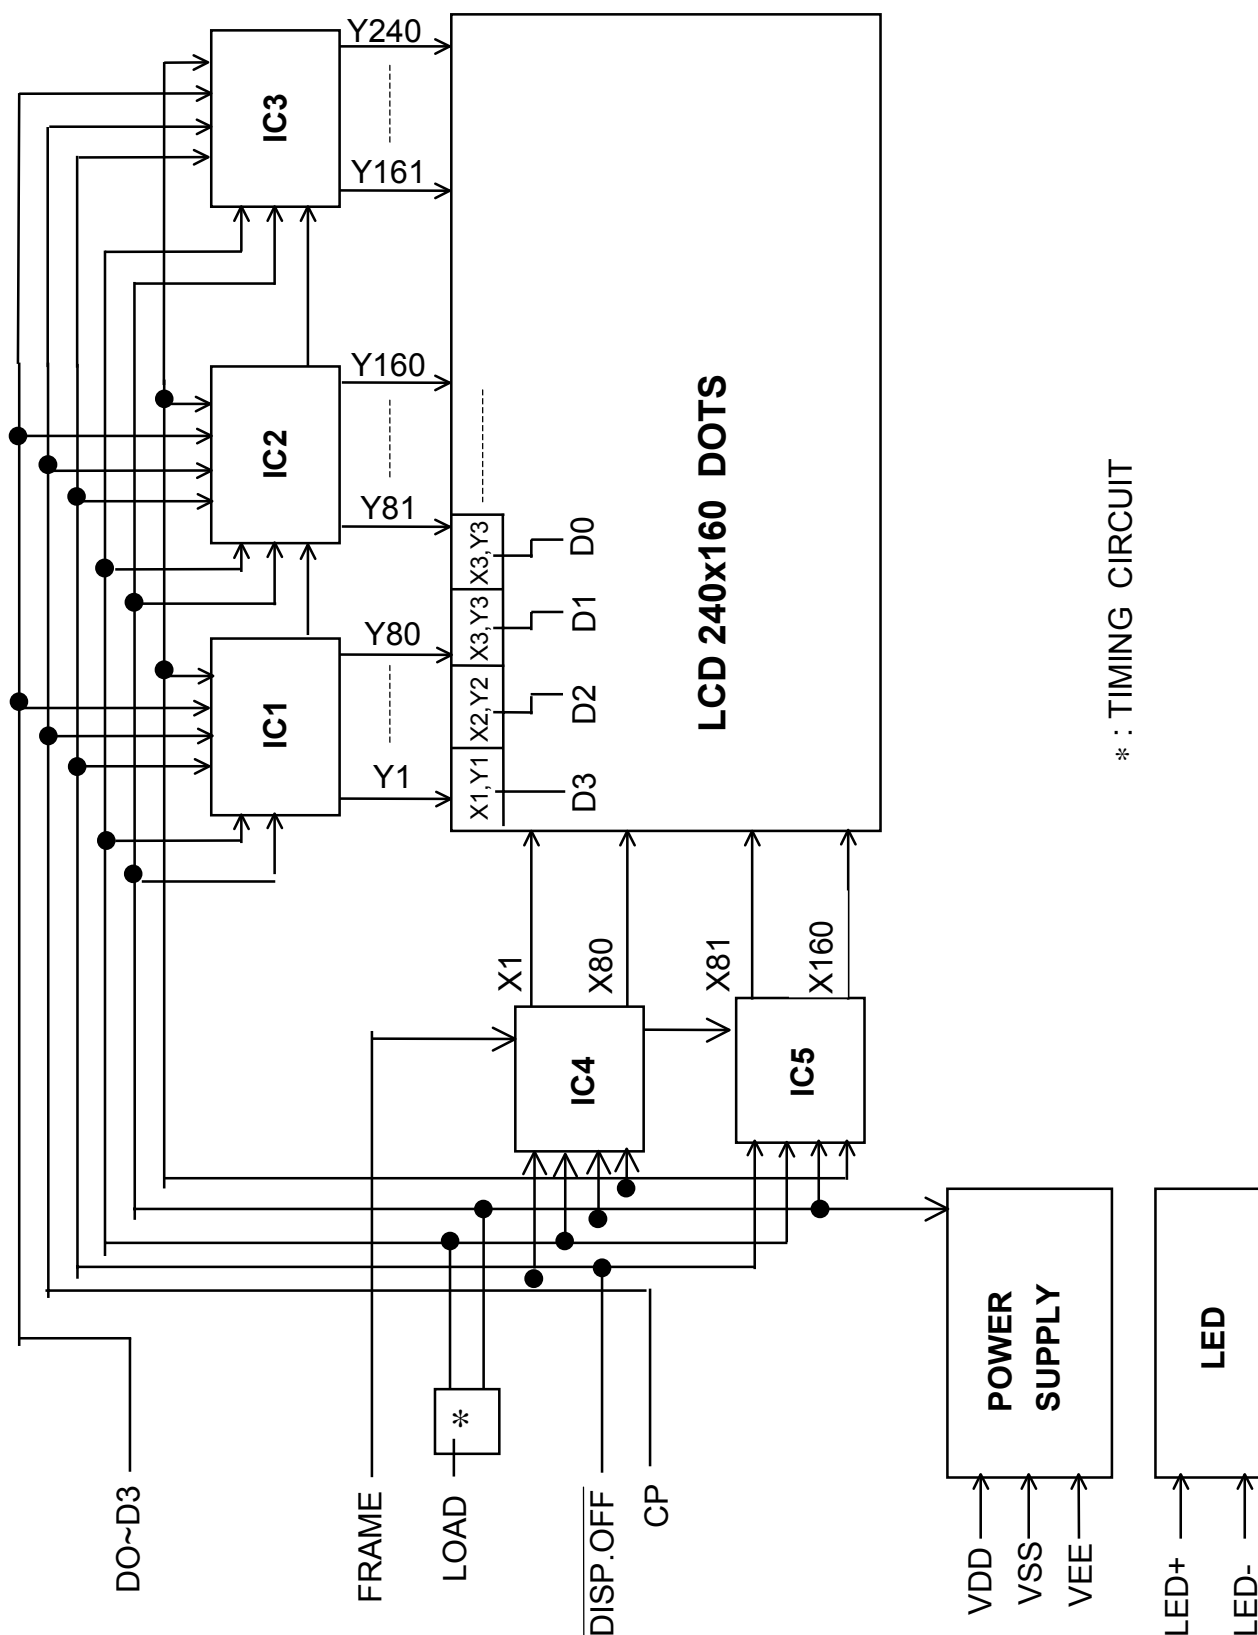 DO~D3
FRAME
LOAD
*
DISP.OFF
CP
VDD
VSS
VEE
LED+
LED-
POWER
SUPPLY
LED
IC1
IC2
IC3
IC4
IC5
Y1
Y80
Y81
Y160
Y161
Y240
X1
X80
X81
X160
X1,Y1
X2,Y2
X3,Y3
X3,Y3
D3
D2
D1
D0
LCD 240x160 DOTS
* : TIMING CIRCUIT